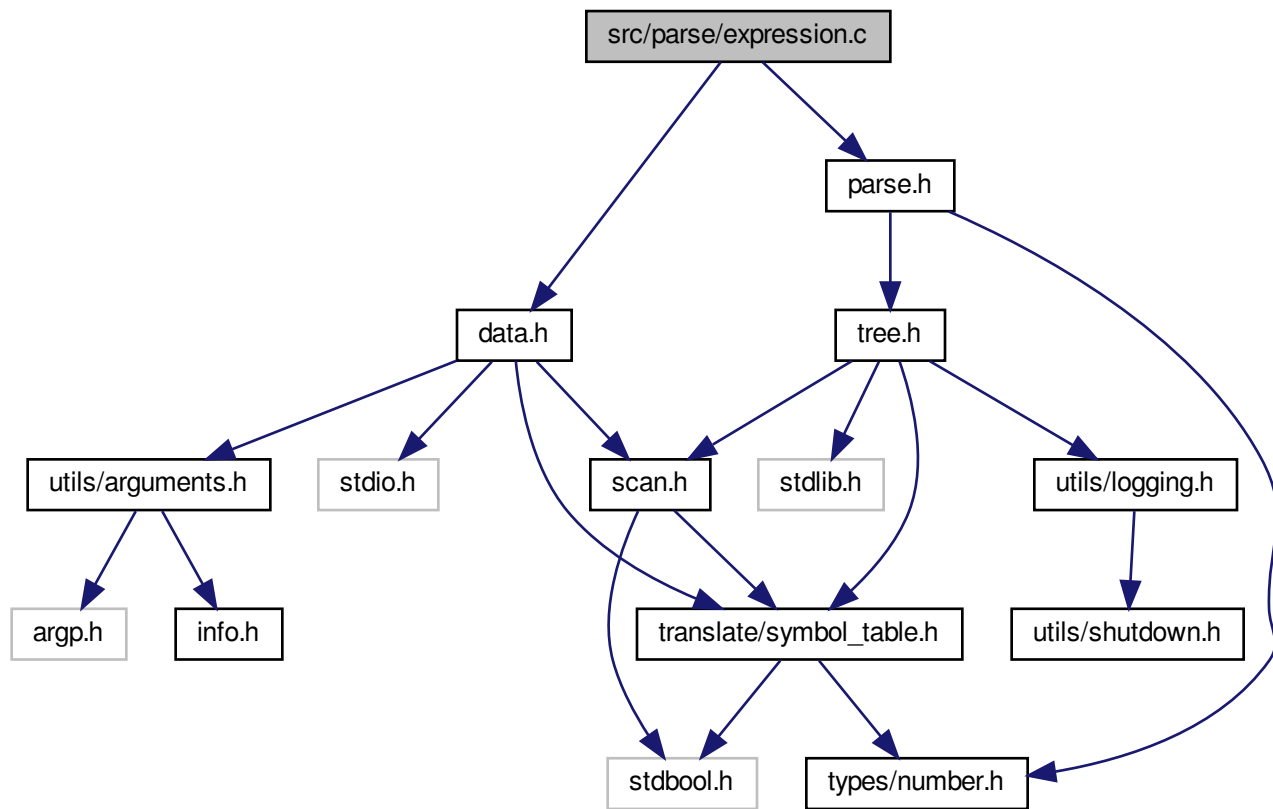 src/parse/expression.c
parse.h
data.h
tree.h
utils/arguments.h
stdio.h
scan.h
stdlib.h
utils/logging.h
argp.h
info.h
translate/symbol_table.h
utils/shutdown.h
stdbool.h
types/number.h